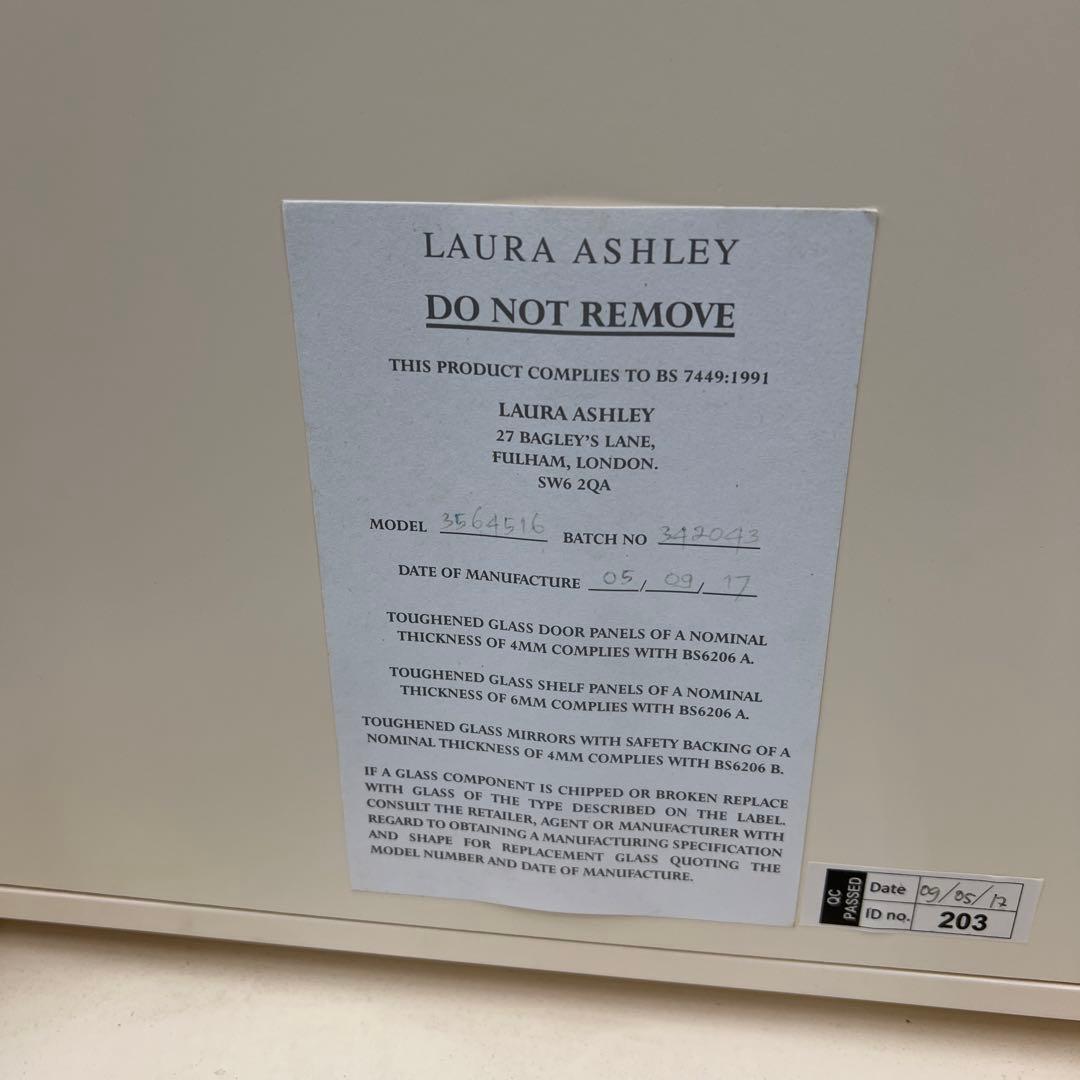 LAURA ASHLEY
DO NOT REMOVE
THIS PRODUCT COMPLIES TO BS 7449:1991
LAURA ASHLEY
27 BAGLEY'S LANE,
FULHAM, LONDON.
SW6 2QA
MODEL 3564516 BATCH NO 342043
DATE OF MANUFACTURE 05/09/17
TOUGHENED GLASS DOOR PANELS OF A NOMINAL
THICKNESS OF 4MM COMPLIES WITH BS6206 A.
TOUGHENED GLASS SHELF PANELS OF A NOMINAL
THICKNESS OF 6MM COMPLIES WITH BS6206 A.
TOUGHENED GLASS MIRRORS WITH SAFETY BACKING OF A
NOMINAL THICKNESS OF 4MM COMPLIES WITH BS6206 B.
IF A GLASS COMPONENT IS CHIPPED OR BROKEN REPLACE
WITH GLASS OF THE TYPE DESCRIBED ON THE LABEL.
CONSULT THE RETAILER, AGENT OR MANUFACTURER WITH
REGARD TO OBTAINING A MANUFACTURING SPECIFICATION
AND SHAPE FOR REPLACEMENT GLASS QUOTING THE
MODEL NUMBER AND DATE OF MANUFACTURE.
QC
PASSED
Date 09/05/17
ID no. 203